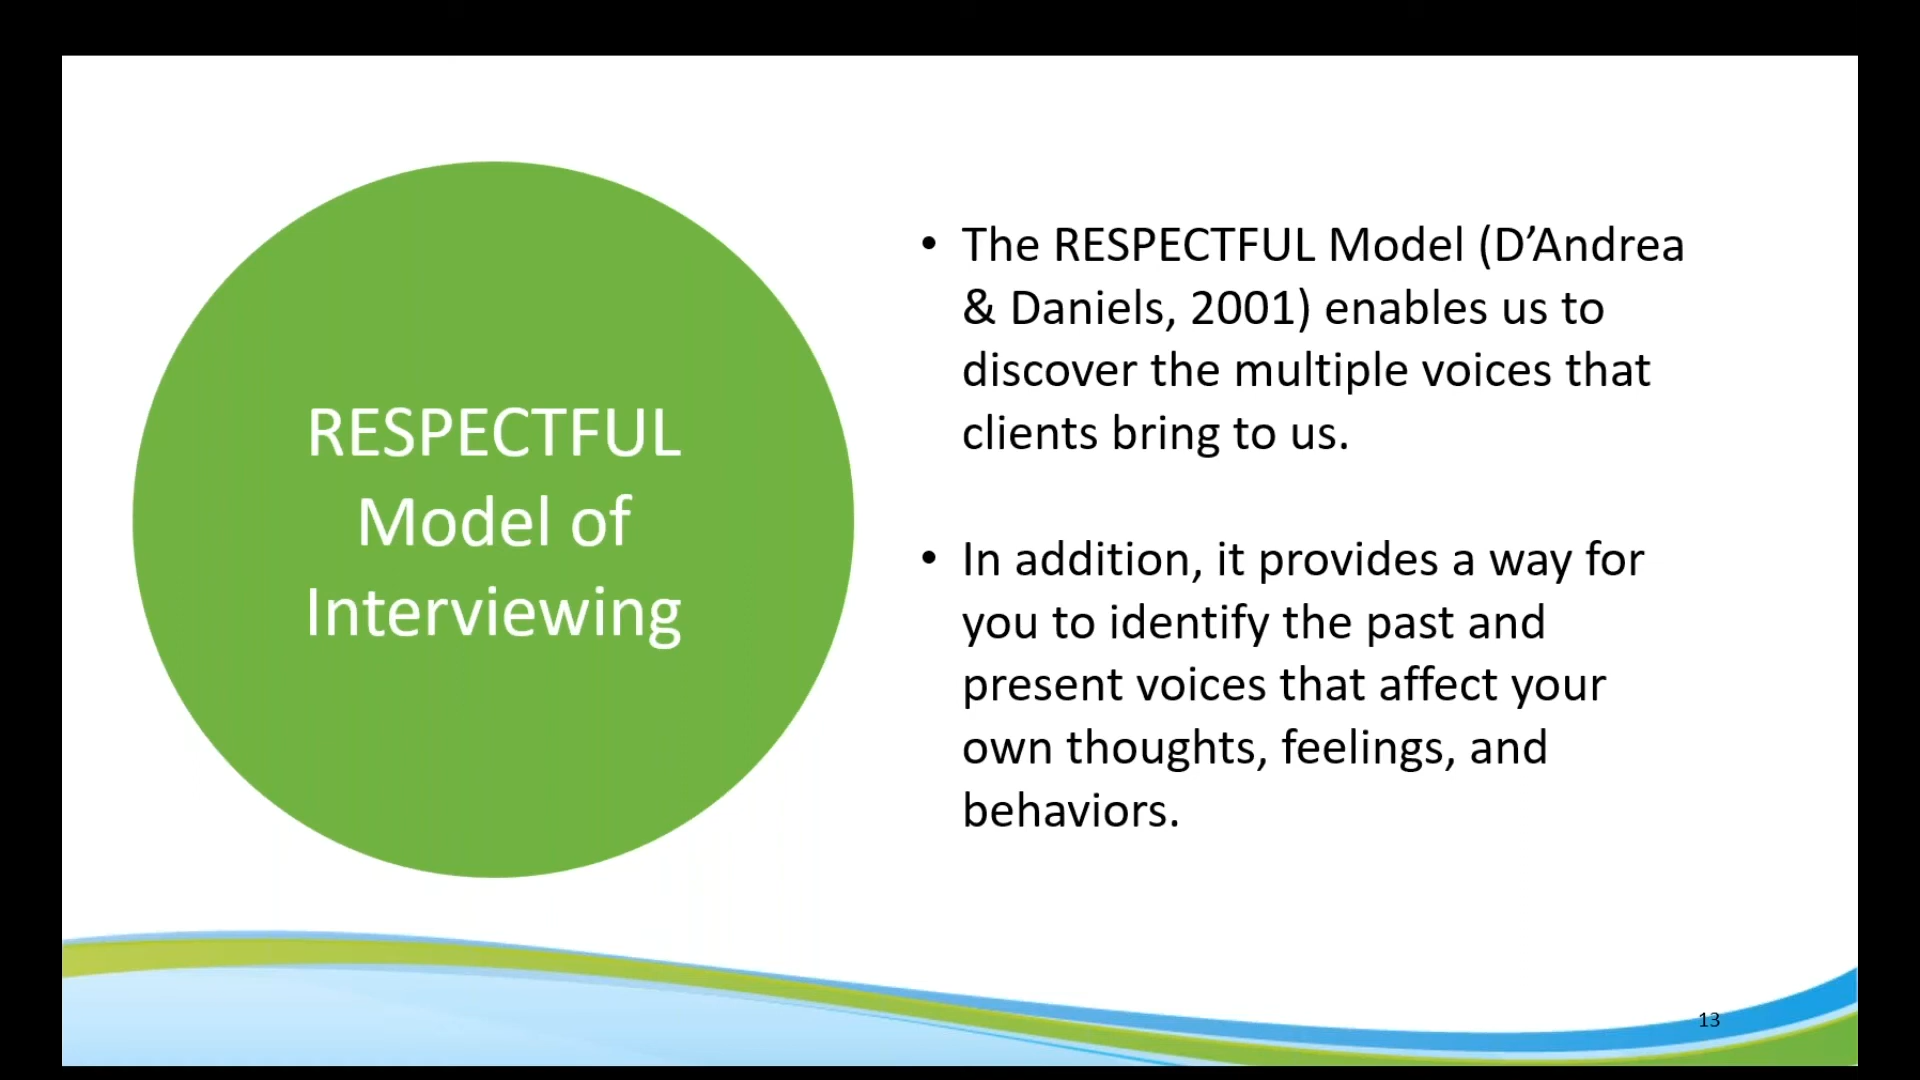 RESPECTFUL
Model of
Interviewing
• The RESPECTFUL Model (D’Andrea
& Daniels, 2001) enables us to
discover the multiple voices that
clients bring to us.
• In addition, it provides a way for
you to identify the past and
present voices that affect your
own thoughts, feelings, and
behaviors.
13